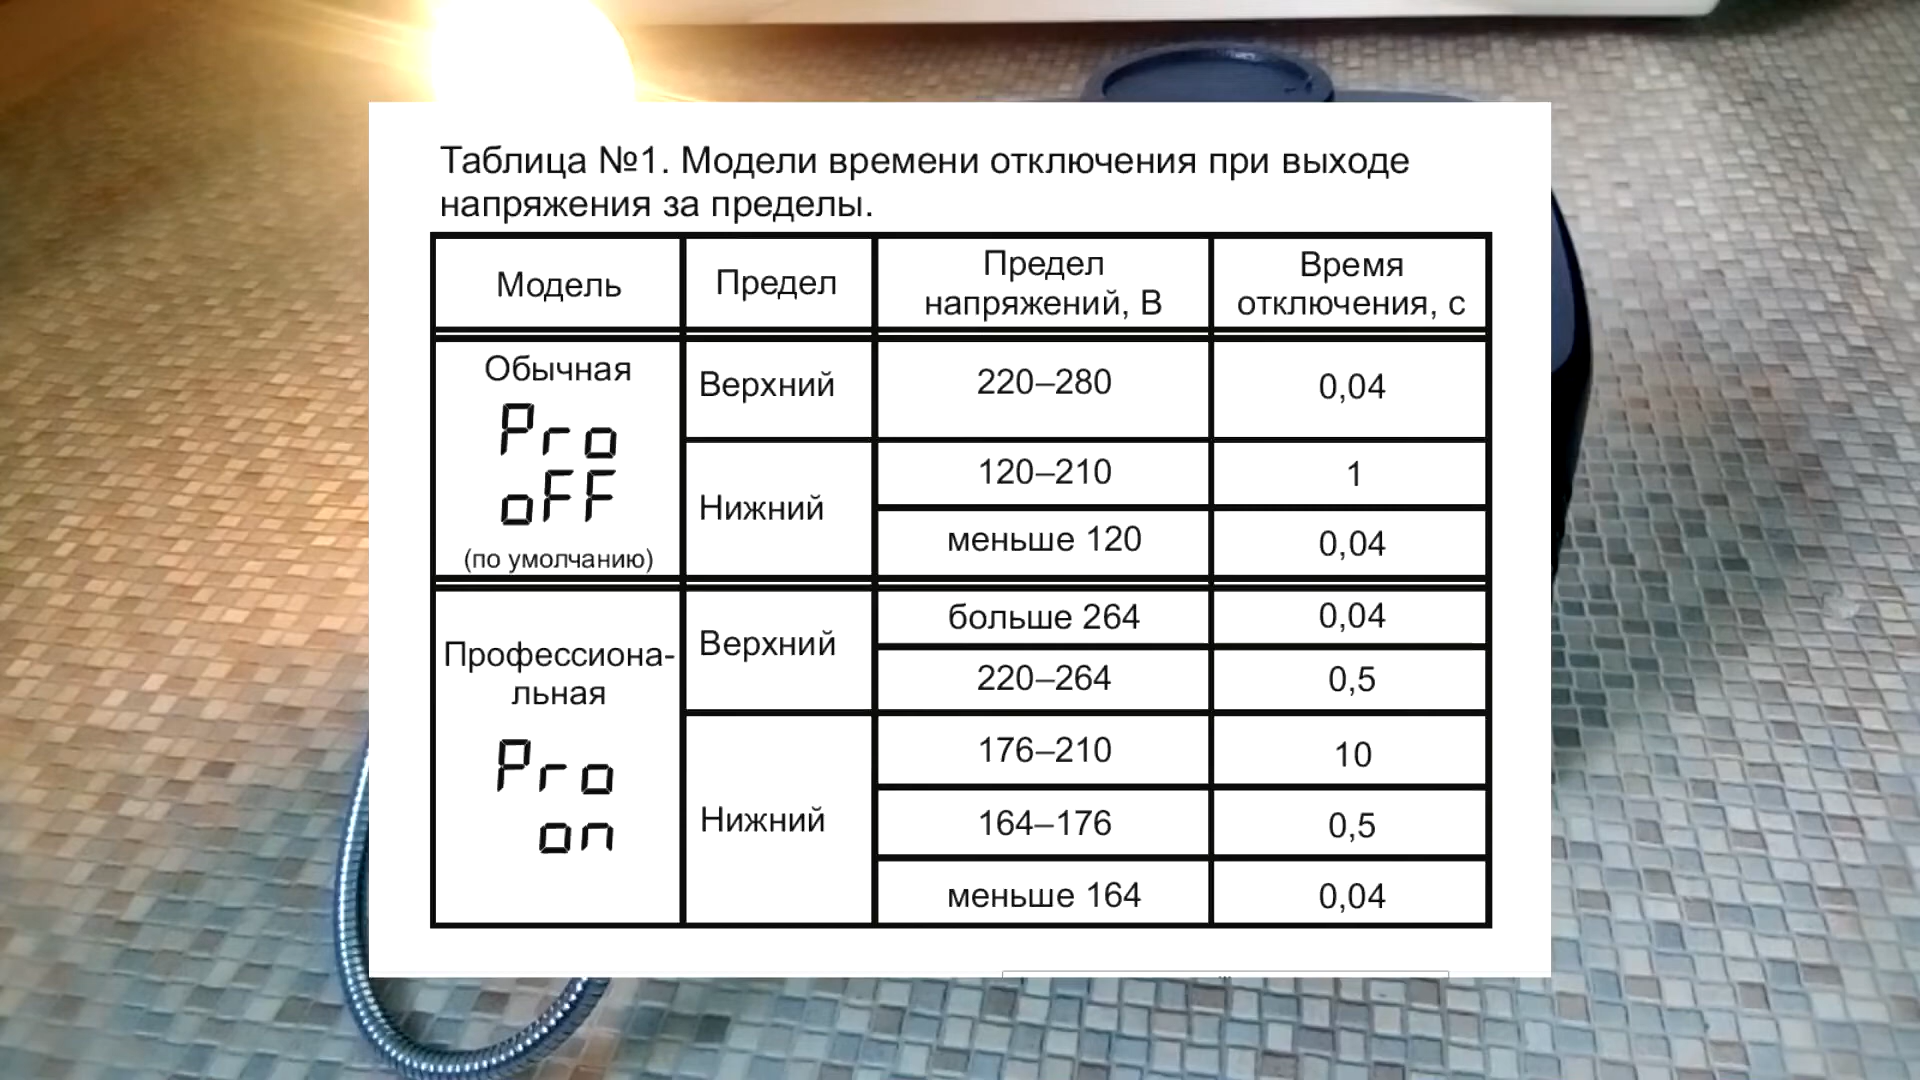 Таблица №1. Модели времени отключения при выходе
напряжения за пределы.
Модель
Предел
Предел
напряжений, В
Время
отключения, с
Обычная
Pro
oFF
(по умолчанию)
Верхний
220–280
0,04
Нижний
120–210
1
меньше 120
0,04
Профессиона-
льная
Pro
on
Верхний
больше 264
0,04
220–264
0,5
Нижний
176–210
10
164–176
0,5
меньше 164
0,04